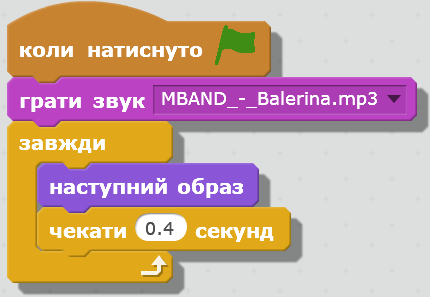 коли натиснуто
грати звук MBAND_-_Balerina.mp3
завжди
наступний образ
чекати 0.4 секунд